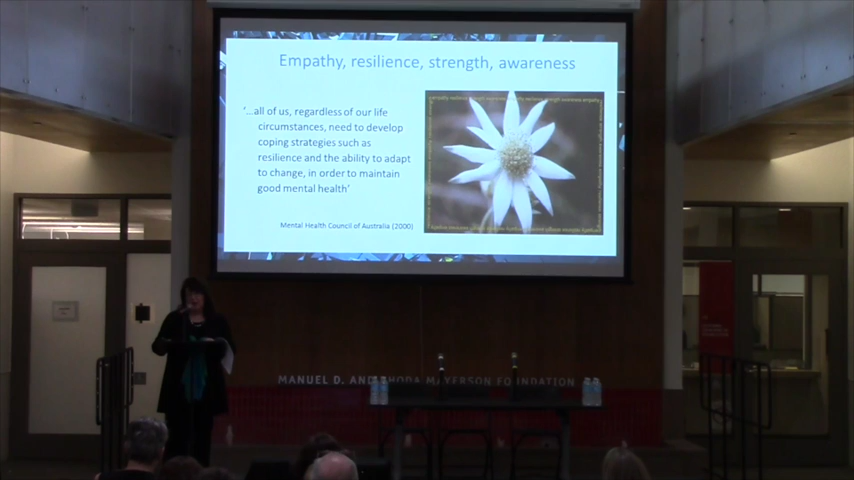 Empathy, resilience, strength, awareness
'...all of us, regardless of our life
circumstances, need to develop
coping strategies such as
resilience and the ability to adapt
to change, in order to maintain
good mental health'
Mental Health Council of Australia (2000)
MANUEL D. AND RHODA MAYERSON FOUNDATION